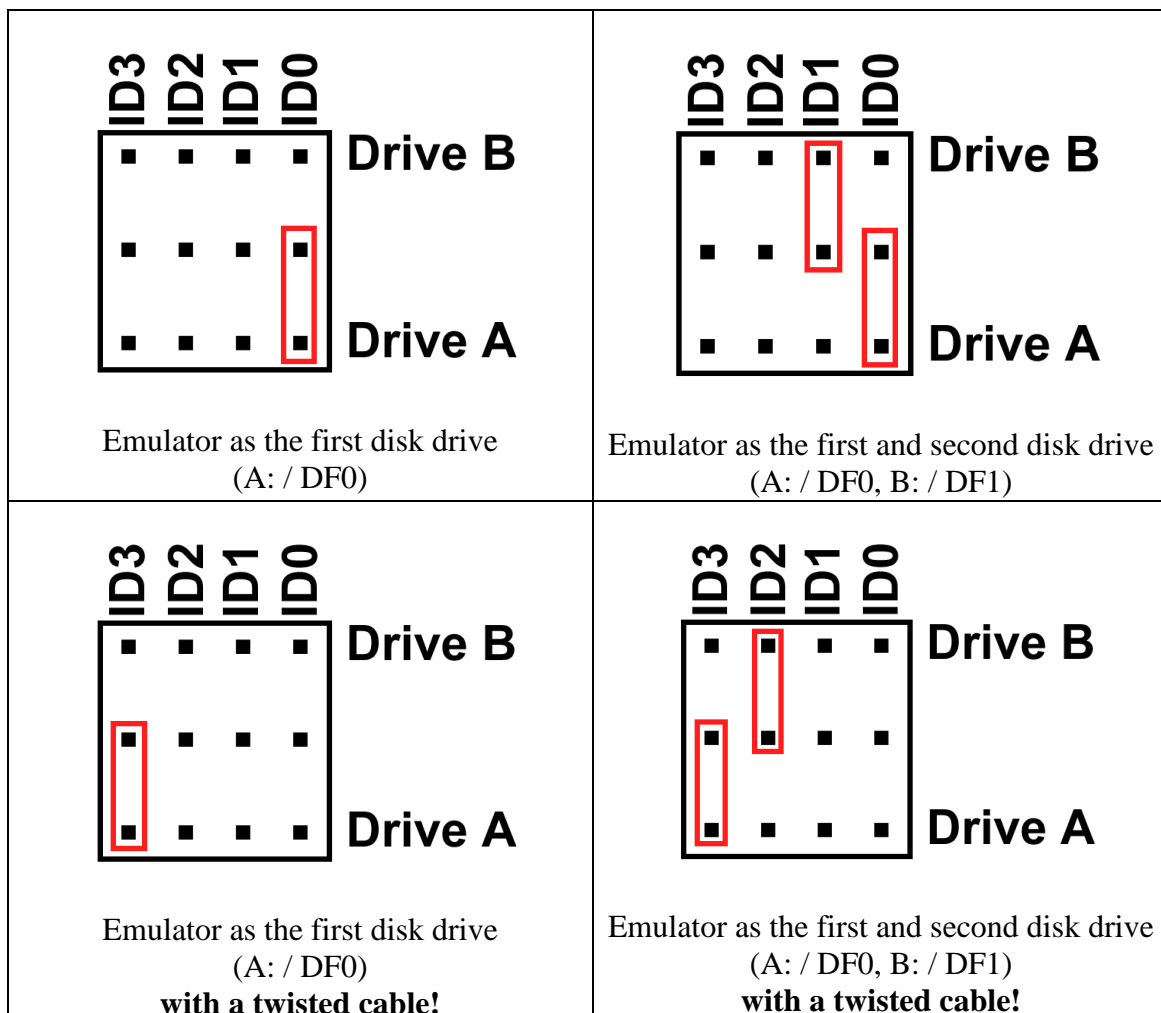 ID3 ID2 ID1 ID0
Drive B
Drive A
Emulator as the first disk drive
(A: / DF0)
ID3 ID2 ID1 ID0
Drive B
Drive A
Emulator as the first and second disk drive
(A: / DF0, B: / DF1)
ID3 ID2 ID1 ID0
Drive B
Drive A
Emulator as the first disk drive
(A: / DF0)
with a twisted cable!
ID3 ID2 ID1 ID0
Drive B
Drive A
Emulator as the first and second disk drive
(A: / DF0, B: / DF1)
with a twisted cable!